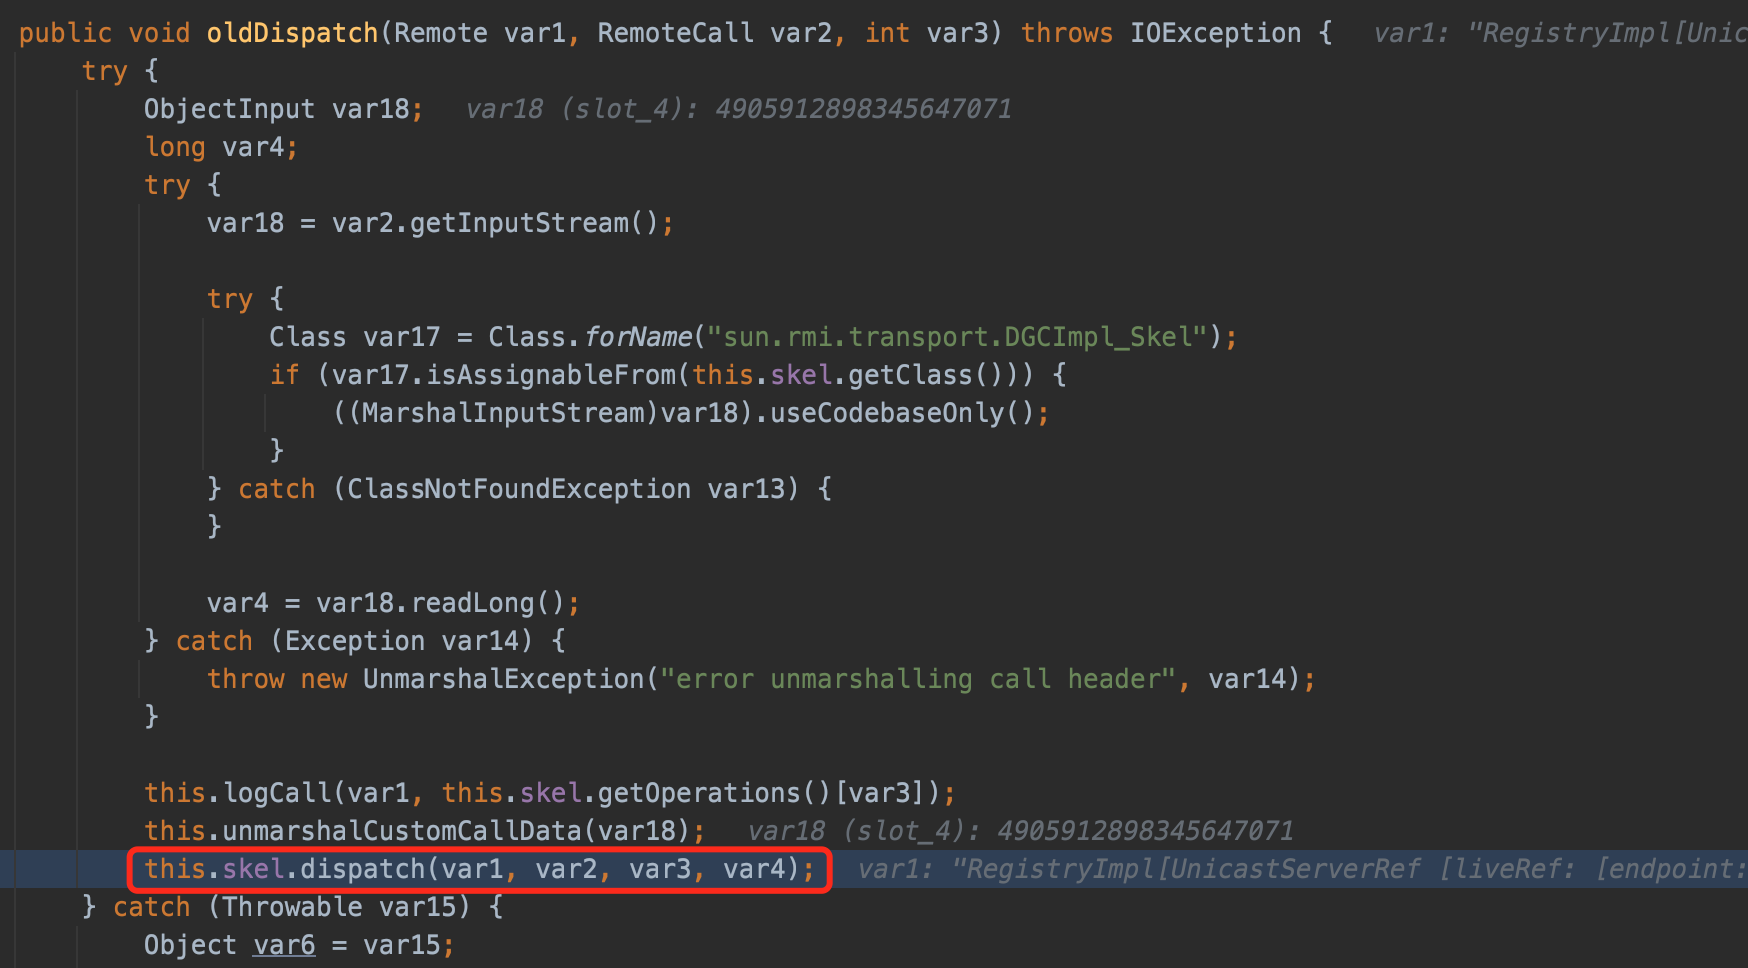 public void oldDispatch(Remote var1, RemoteCall var2, int var3) throws IOException {   var1: "RegistryImpl[Unic
    try {
        ObjectInput var18;   var18 (slot_4): 4905912898345647071
        long var4;
        try {
            var18 = var2.getInputStream();

            try {
                Class var17 = Class.forName("sun.rmi.transport.DGCImpl_Skel");
                if (var17.isAssignableFrom(this.skel.getClass())) {
                    ((MarshalInputStream)var18).useCodebaseOnly();
                }
            } catch (ClassNotFoundException var13) {
            }

            var4 = var18.readLong();
        } catch (Exception var14) {
            throw new UnmarshalException("error unmarshalling call header", var14);
        }

        this.logCall(var1, this.skel.getOperations()[var3]);
        this.unmarshalCustomCallData(var18);   var18 (slot_4): 4905912898345647071
        this.skel.dispatch(var1, var2, var3, var4);   var1: "RegistryImpl[UnicastServerRef [liveRef: [endpoint:
    } catch (Throwable var15) {
        Object var6 = var15;